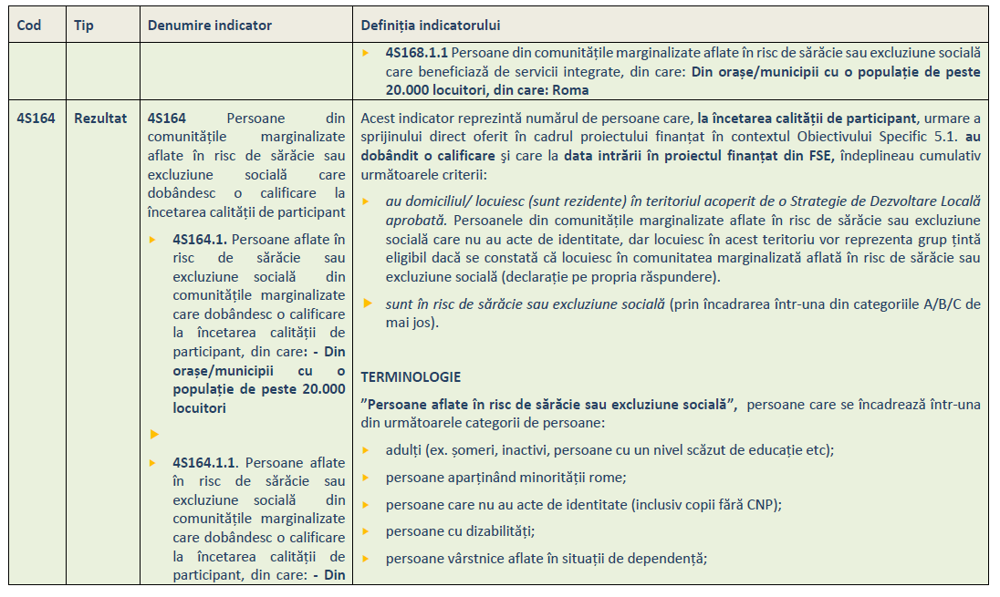 Cod Tip Denumire indicator Definiția indicatorului
4S168.1.1 Persoane din comunitățile marginalizate aflate în risc de sărăcie sau excluziune socială
care beneficiază de servicii integrate, din care: Din orașe/municipii cu o populație de peste
20.000 locuitori, din care: Roma
4S164 Rezultat
4S164 Persoane din
comunitățile marginalizate
aflate în risc de sărăcie sau
excluziune socială care
dobândesc o calificare la
încetarea calității de participant
4S164.1. Persoane aflate în
risc de sărăcie sau
excluziune socială din
comunitățile marginalizate
care dobândesc o calificare
la încetarea calității de
participant, din care: - Din
orașe/municipii cu o
populație de peste 20.000
locuitori
4S164.1.1. Persoane aflate
în risc de sărăcie sau
excluziune socială din
comunitățile marginalizate
care dobândesc o calificare
la încetarea calității de
participant, din care: - Din
Acest indicator reprezintă numărul de persoane care, la încetarea calității de participant, urmare a
sprijinului direct oferit în cadrul proiectului finanțat în contextul Obiectivului Specific 5.1. au
dobândit o calificare şi care la data intrării în proiectul finanțat din FSE, îndeplineau cumulativ
următoarele criterii:
au domiciliul/ locuiesc (sunt rezidente) în teritoriul acoperit de o Strategie de Dezvoltare Locală
aprobată. Persoanele din comunitățile marginalizate aflate în risc de sărăcie sau excluziune
socială care nu au acte de identitate, dar locuiesc în acest teritoriu vor reprezenta grup țintă
eligibil dacă se constată că locuiesc în comunitatea marginalizată aflată în risc de sărăcie sau
excluziune socială (declarație pe propria răspundere).
sunt în risc de sărăcie sau excluziune socială (prin încadrarea într-una din categoriile A/B/C de
mai jos).
TERMINOLOGIE
”Persoane aflate în risc de sărăcie sau excluziune socială”, persoane care se încadrează într-una
din următoarele categorii de persoane:
adulți (ex. șomeri, inactivi, persoane cu un nivel scăzut de educație etc);
persoane aparținând minorității rome;
persoane care nu au acte de identitate (inclusiv copii fără CNP);
persoane cu dizabilități;
persoane vârstnice aflate în situații de dependență;